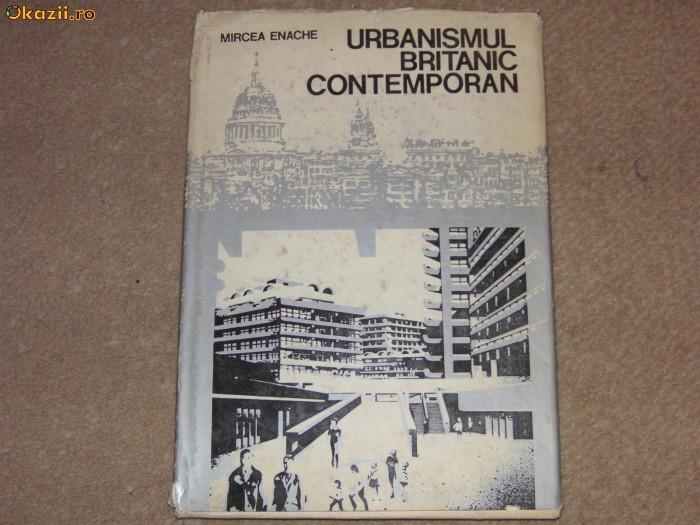 Okazii.ro
MIRCEA ENACHE
URBANISMUL
BRITANIC
CONTEMPORAN